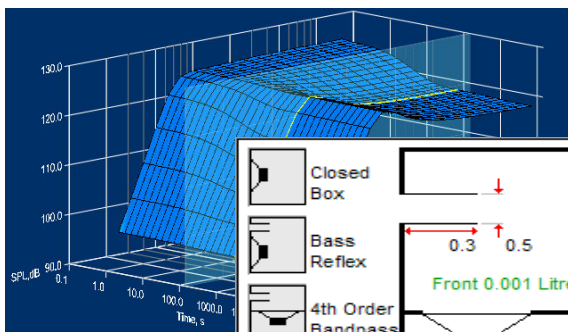 130.0
120.0
110.0
100.0
90.0
SPL,dB
0.1
1.0
10.0
100.0
1000.0
Time, s
Closed
Box
Bass
Reflex
4th Order
Bandpass
0.3
0.5
Front 0.001 Litre